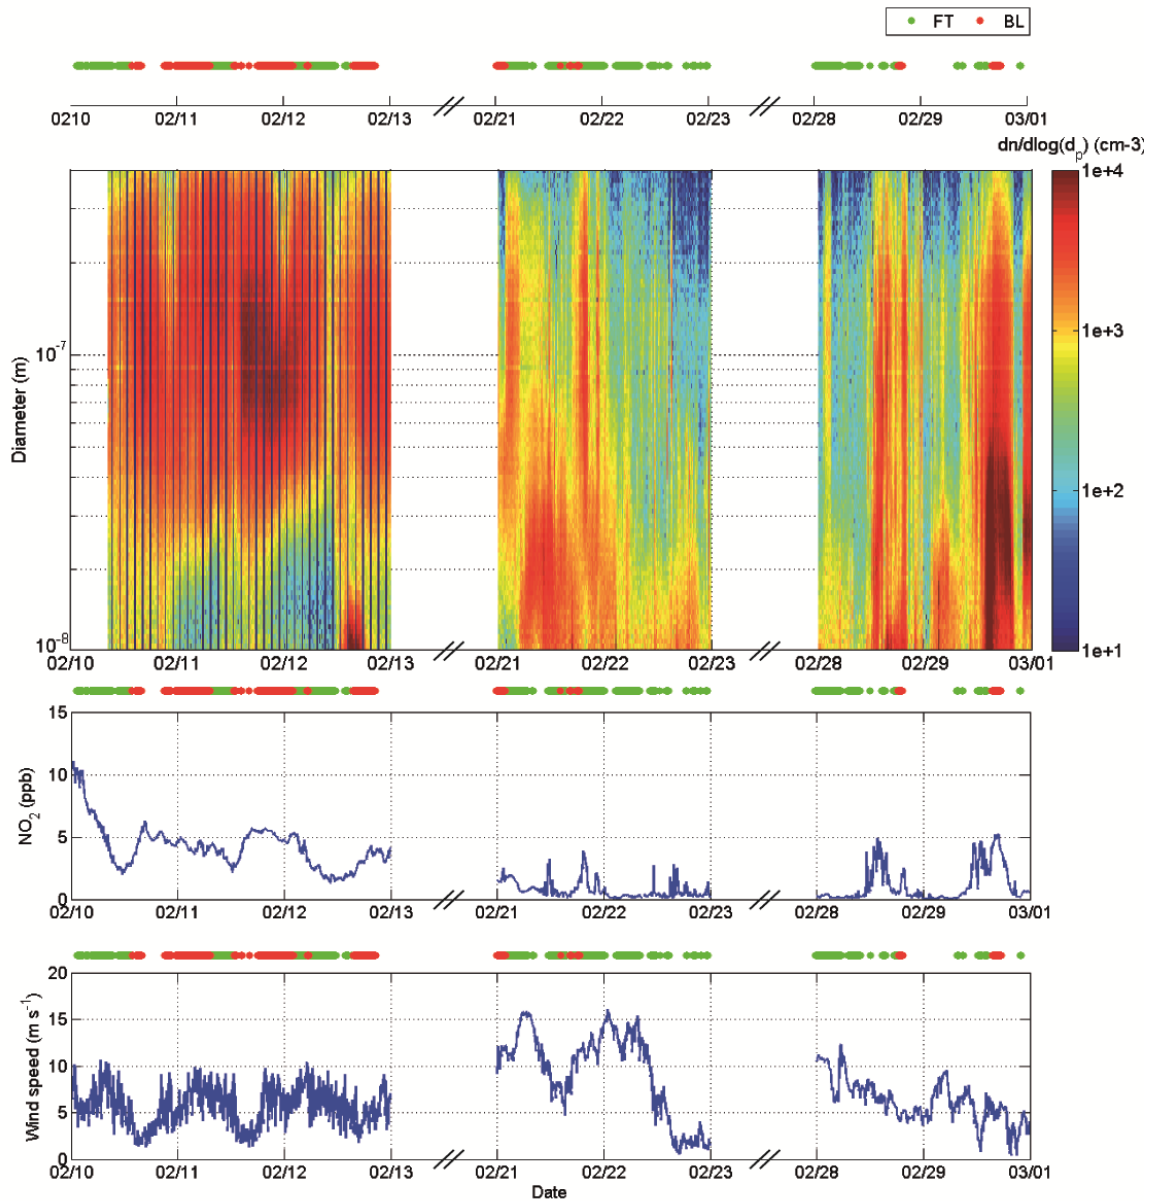 FT BL
0210 02/11 02/12 02/13 02/21 02/22 02/23 02/28 02/29 03/01
dn/dlog(d_p) (cm-3)
1e+4
1e+3
1e+2
1e+1
Diameter (m)
10^-7
10^-8
02/10 02/11 02/12 02/13 02/21 02/22 02/23 02/28 02/29 03/01
NO_2 (ppb)
15
10
5
0
02/10 02/11 02/12 02/13 02/21 02/22 02/23 02/28 02/29 03/01
Wind speed (m s^-1)
20
15
10
5
0
02/10 02/11 02/12 02/13 02/21 02/22 02/23 02/28 02/29 03/01
Date